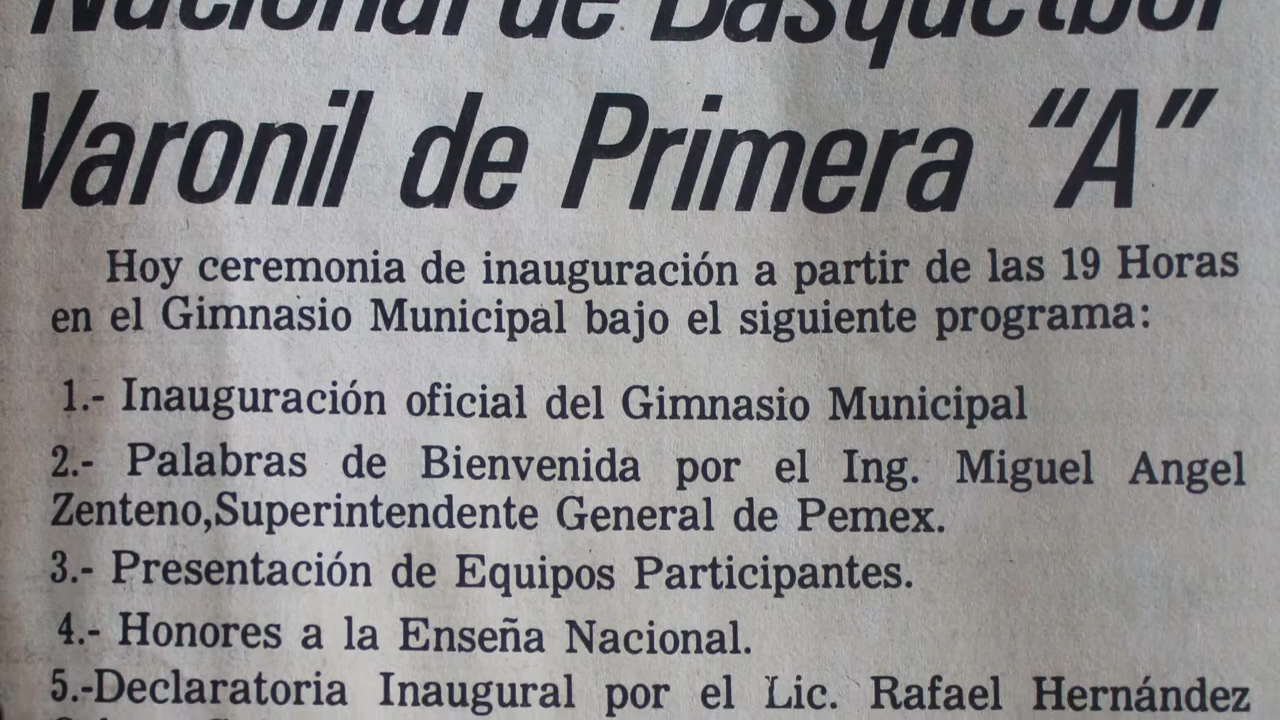 Nacional de Basquetbol
Varonil de Primera “A”
Hoy ceremonia de inauguración a partir de las 19 Horas
en el Gimnasio Municipal bajo el siguiente programa:
1.- Inauguración oficial del Gimnasio Municipal
2.- Palabras de Bienvenida por el Ing. Miguel Angel
Zenteno,Superintendente General de Pemex.
3.- Presentación de Equipos Participantes.
4.- Honores a la Enseña Nacional.
5.-Declaratoria Inaugural por el Lic. Rafael Hernández